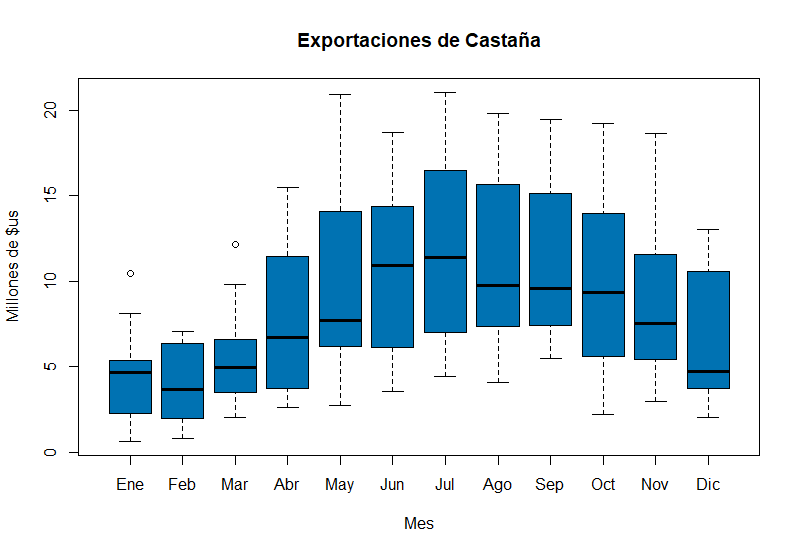 Exportaciones de Castaña
Millones de $us
20
15
10
5
0
Ene Feb Mar Abr May Jun Jul Ago Sep Oct Nov Dic
Mes